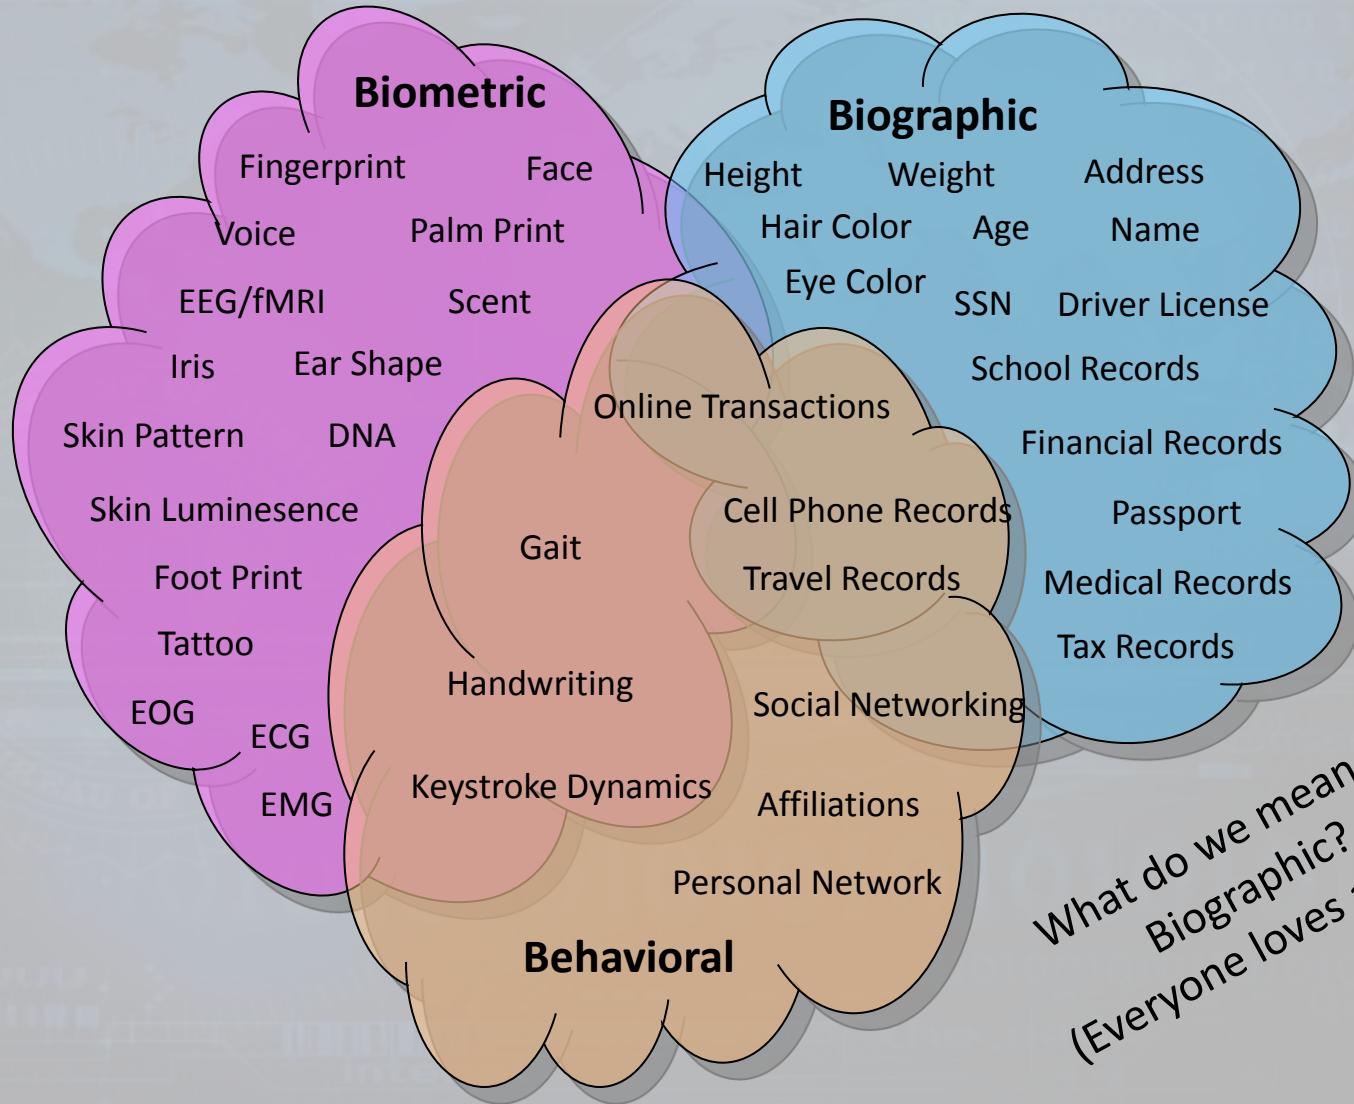 Biometric
Fingerprint
Face
Voice
Palm Print
EEG/fMRI
Scent
Iris
Ear Shape
Skin Pattern
DNA
Skin Luminesence
Foot Print
Tattoo
EOG
ECG
EMG
Biographic
Height
Weight
Address
Hair Color
Age
Name
Eye Color
SSN
Driver License
School Records
Financial Records
Passport
Medical Records
Tax Records
Online Transactions
Cell Phone Records
Travel Records
Gait
Handwriting
Keystroke Dynamics
Social Networking
Affiliations
Personal Network
Behavioral
What do we mean
Biographic?
(Everyone loves